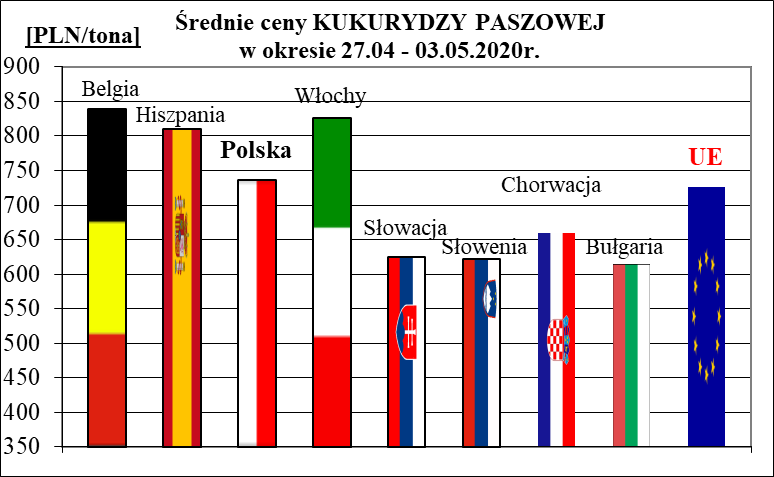 Średnie ceny KUKURYDZY PASZOWEJ
w okresie 27.04 - 03.05.2020r.
[PLN/tona]
900
850
800
750
700
650
600
550
500
450
400
350
Belgia
Hiszpania
Polska
Włochy
Słowacja
Słowenia
Chorwacja
Bułgaria
UE